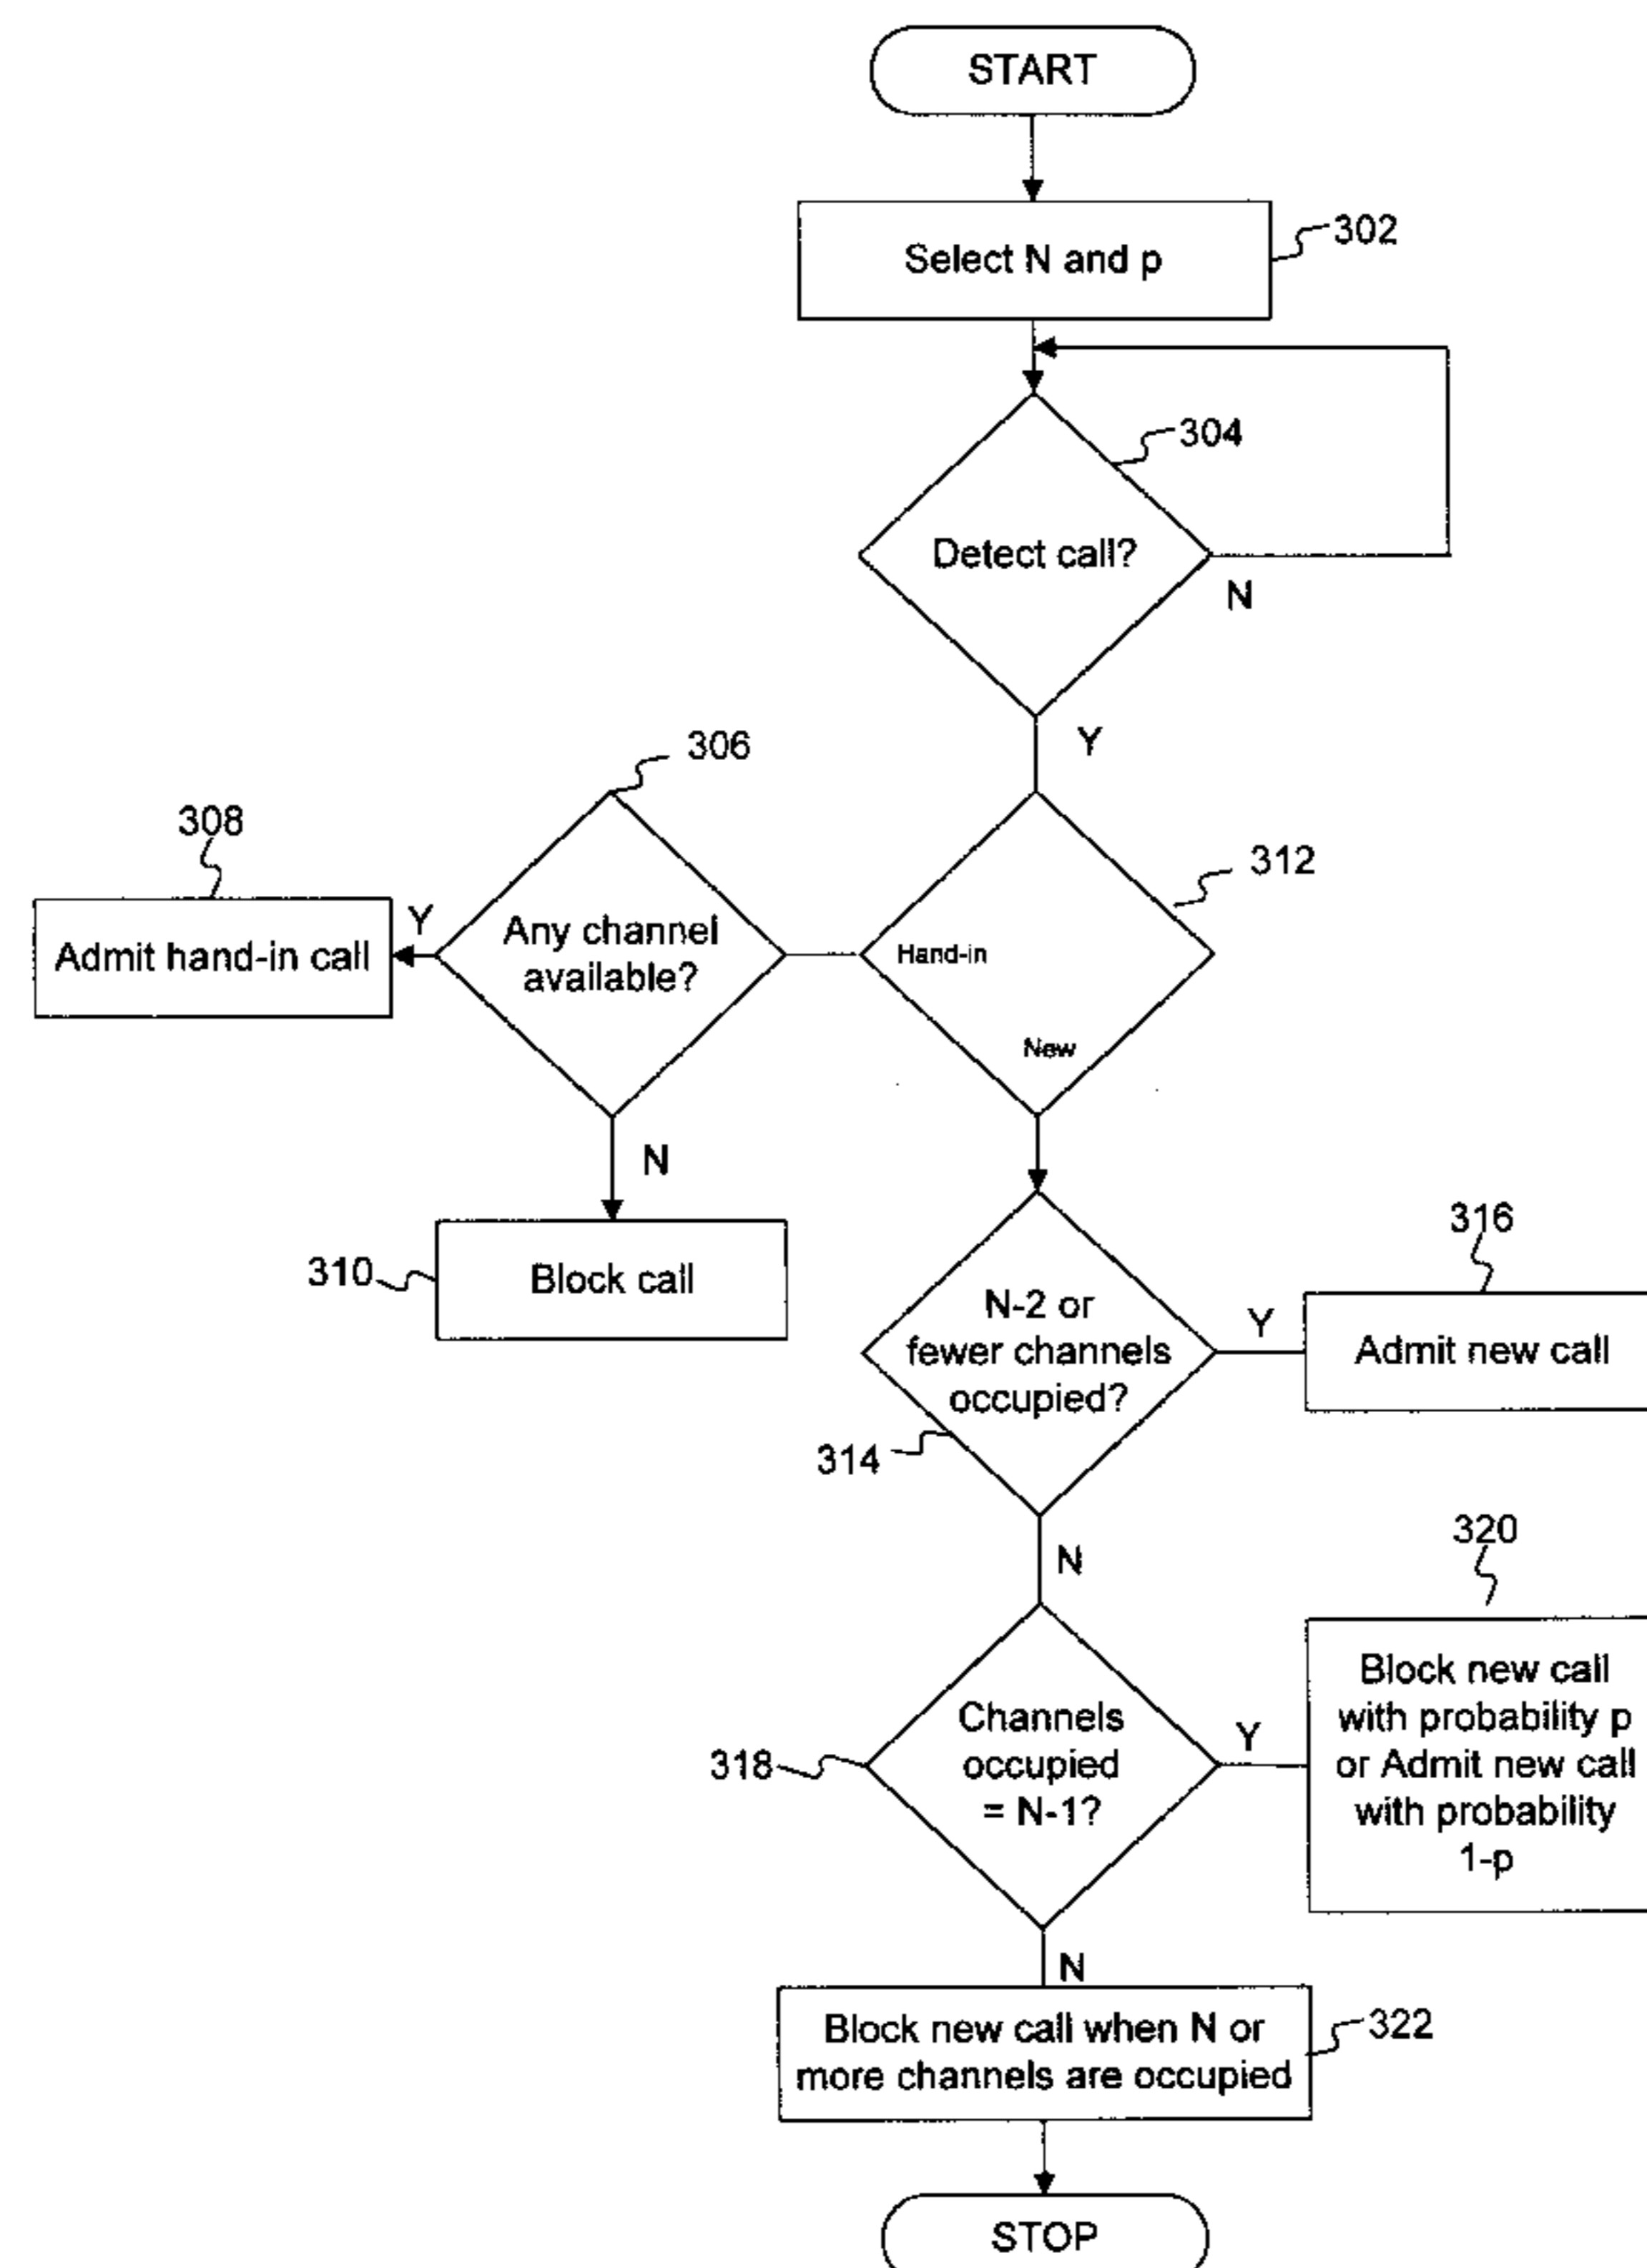 START
Select N and p
302
304
Detect call?
N
Y
306
308
312
Any channel
available?
Y
Admit hand-in call
Hand-in
New
N
310
Block call
316
N-2 or
fewer channels
occupied?
Y
Admit new call
314
N
320
Channels
occupied
= N-1?
318
Y
Block new call
with probability p
or Admit new call
with probability
1-p
N
Block new call when N or
more channels are occupied
322
STOP